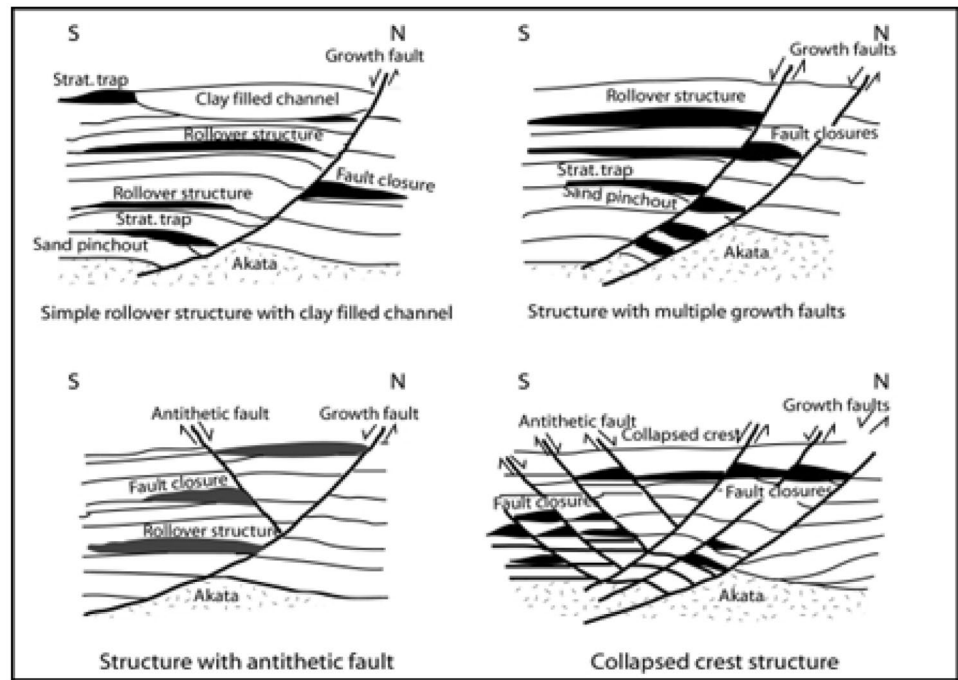 S N
Growth fault
Strat. trap
Clay filled channel
Rollover structure
Fault closure
Rollover structure
Strat. trap
Sand pinchout
Akata
Simple rollover structure with clay filled channel
S N
Growth faults
Rollover structure
Fault closures
Strat. trap
Sand pinchout
Akata
Structure with multiple growth faults
S N
Antithetic fault Growth fault
Fault closure
Rollover structure
Akata
Structure with antithetic fault
S N
Growth faults
Antithetic fault
Collapsed crest
Fault closure
Fault closures
Akata
Collapsed crest structure